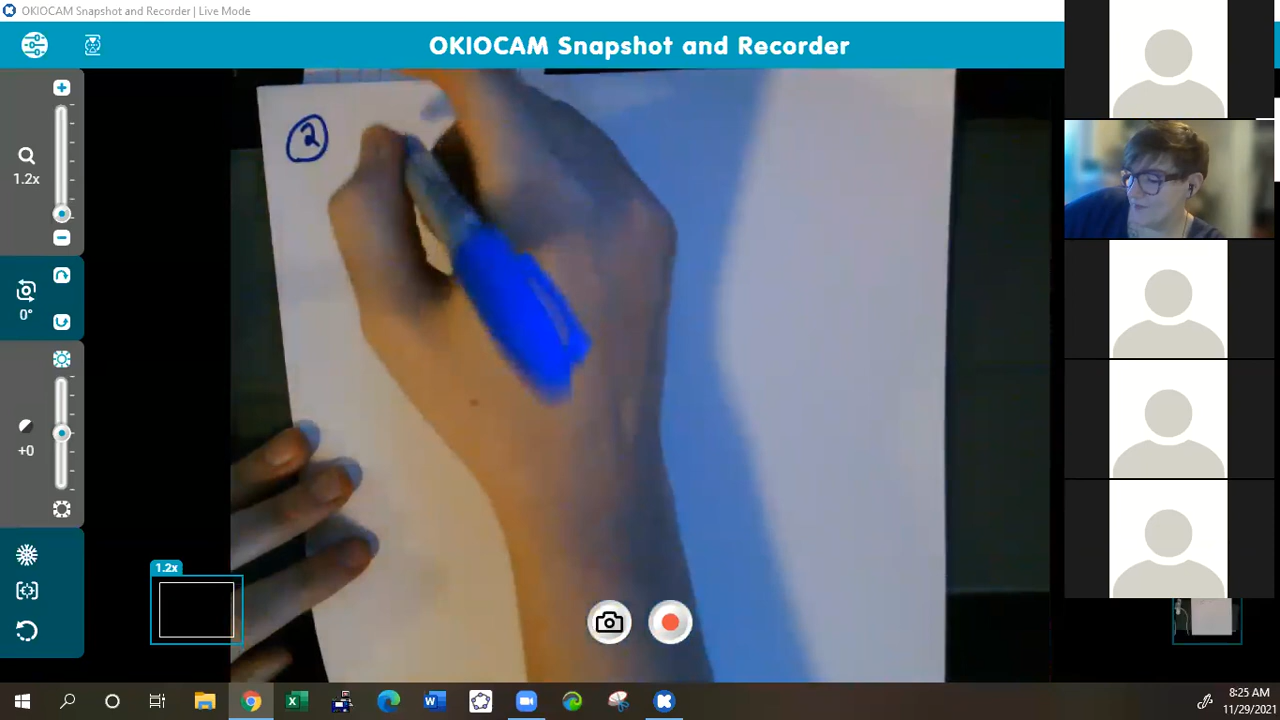 OKIOCAM Snapshot and Recorder | Live Mode
OKIOCAM Snapshot and Recorder
1.2x
0°
+0
2
1.2x
8:25 AM
11/29/2021